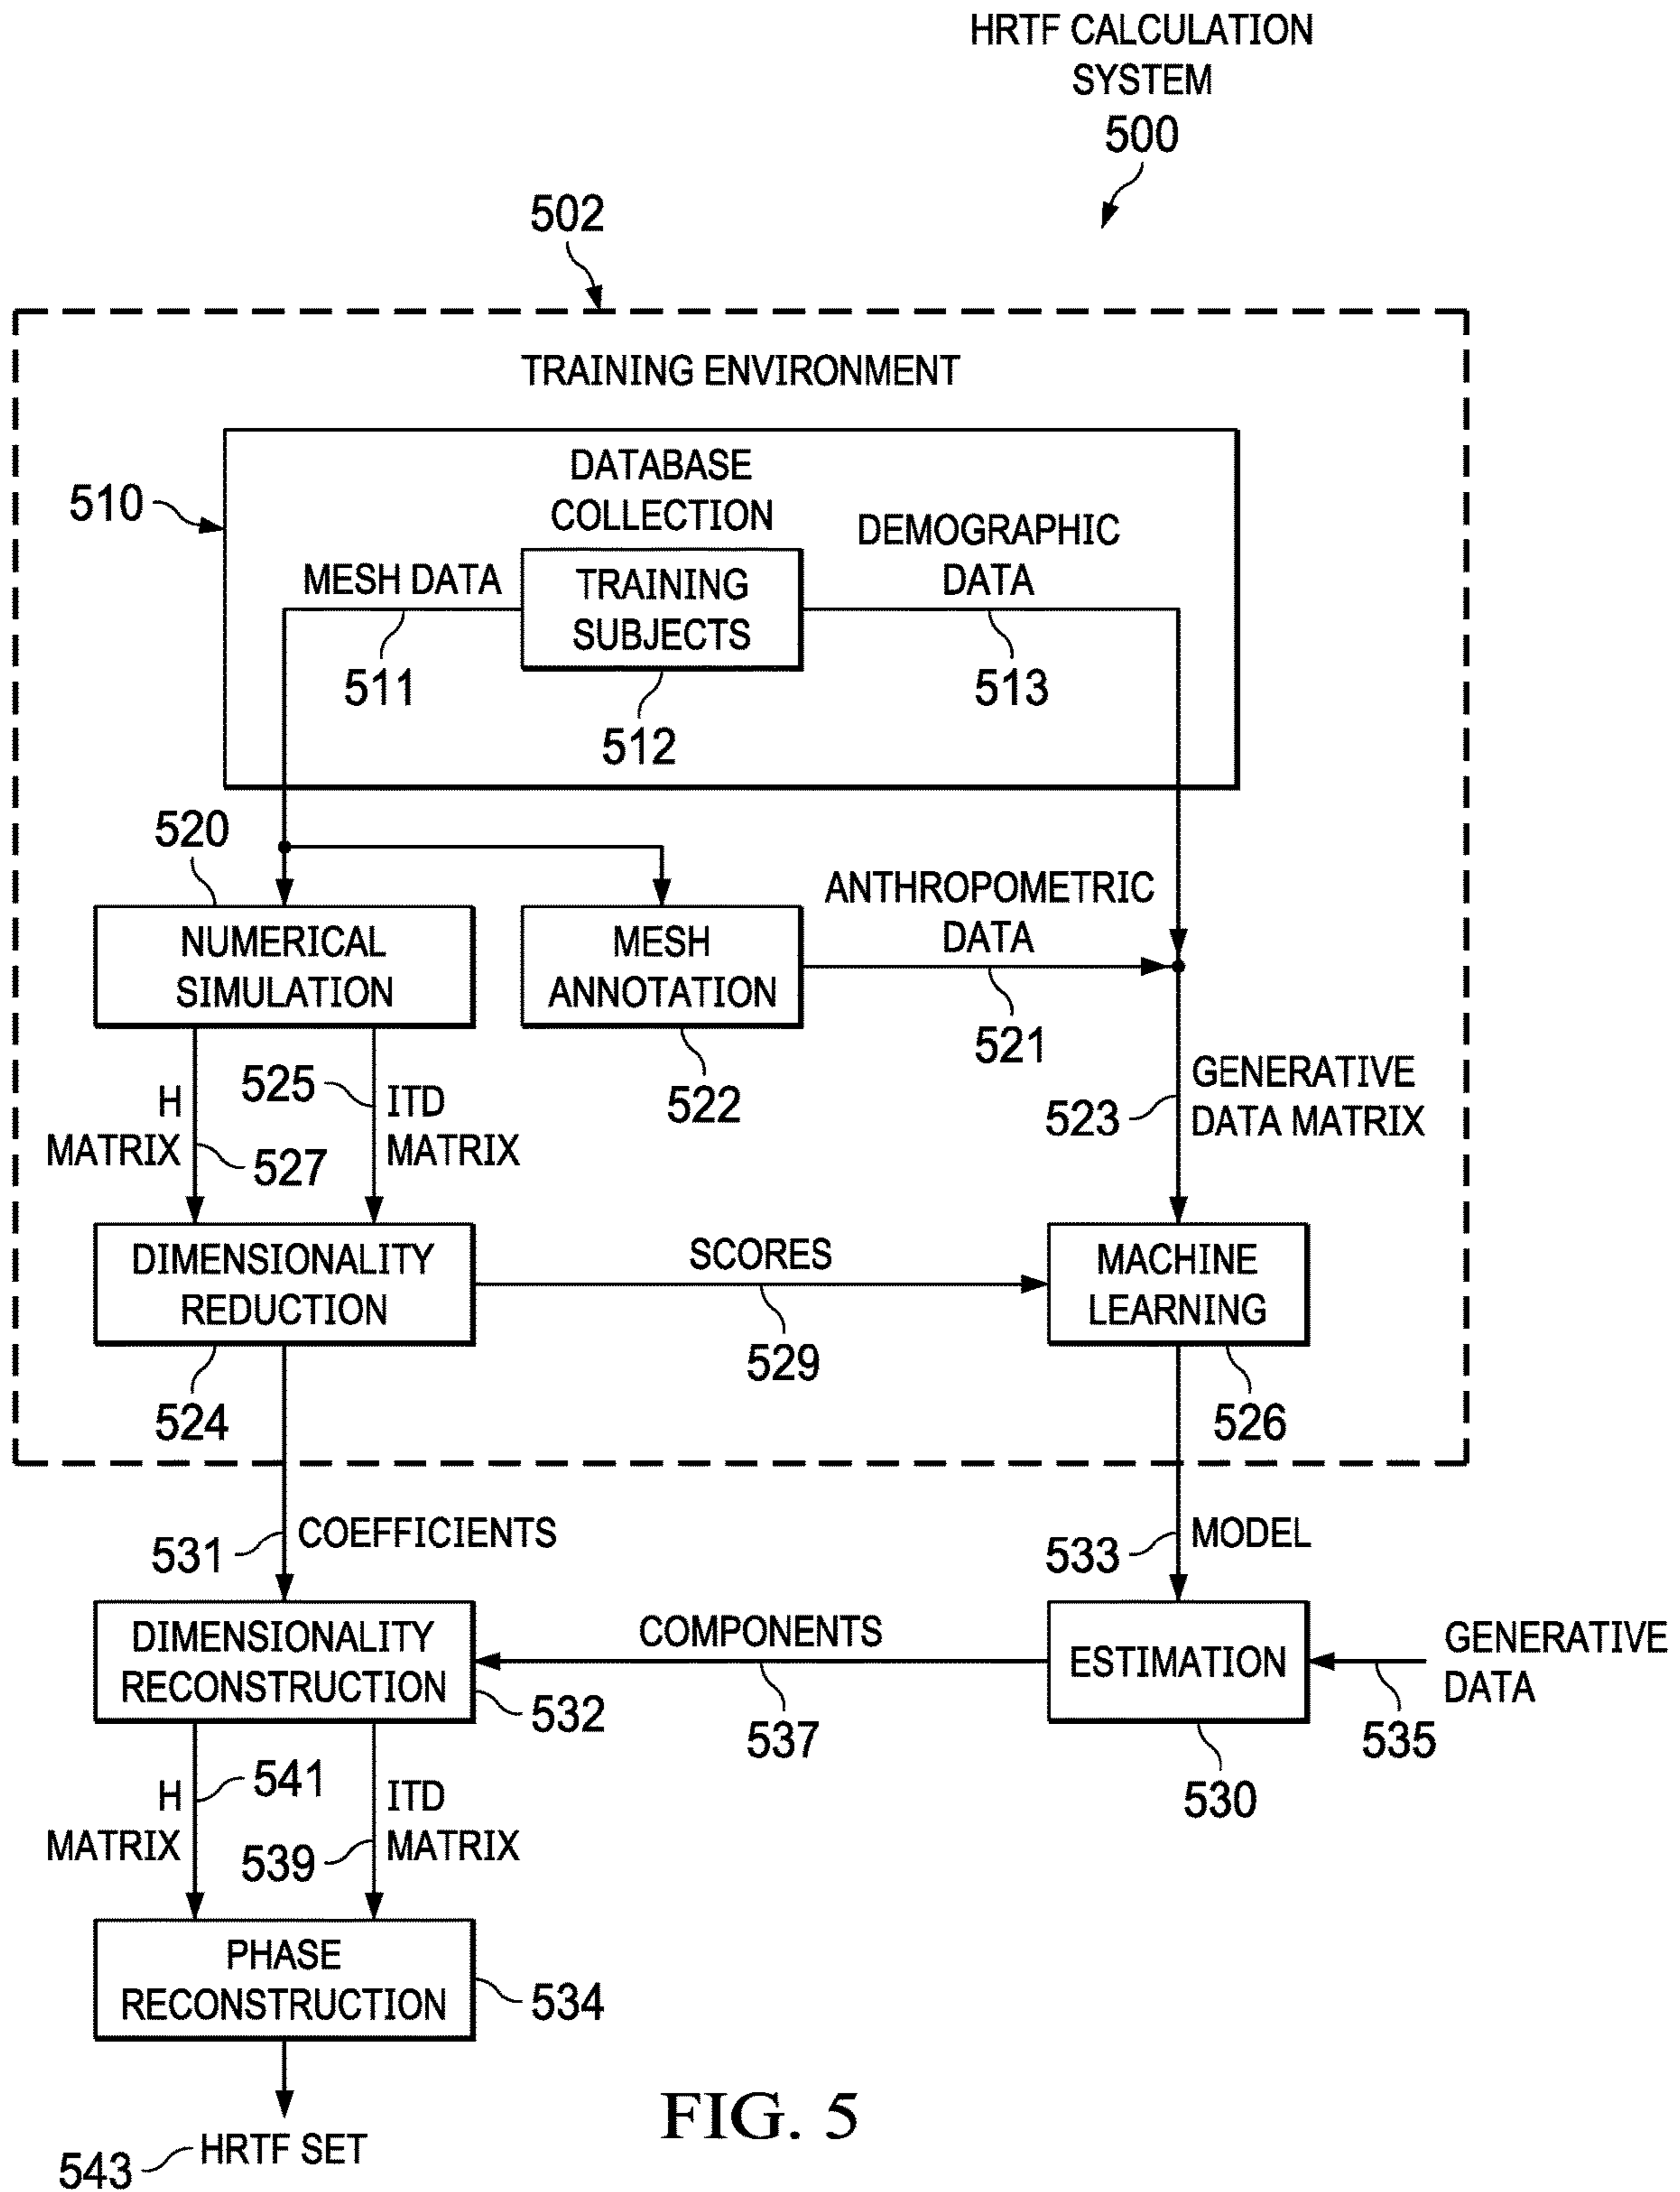 HRTF CALCULATION
SYSTEM
500
502
TRAINING ENVIRONMENT
510
DATABASE
COLLECTION
MESH DATA
511
TRAINING
SUBJECTS
512
DEMOGRAPHIC
DATA
513
520
NUMERICAL
SIMULATION
MESH
ANNOTATION
522
ANTHROPOMETRIC
DATA
521
H
MATRIX
527
525
ITD
MATRIX
523
GENERATIVE
DATA MATRIX
DIMENSIONALITY
REDUCTION
524
SCORES
529
MACHINE
LEARNING
526
531
COEFFICIENTS
533
MODEL
DIMENSIONALITY
RECONSTRUCTION
532
COMPONENTS
537
ESTIMATION
530
GENERATIVE
DATA
535
H
MATRIX
541
ITD
MATRIX
539
PHASE
RECONSTRUCTION
534
543
HRTF SET
FIG. 5